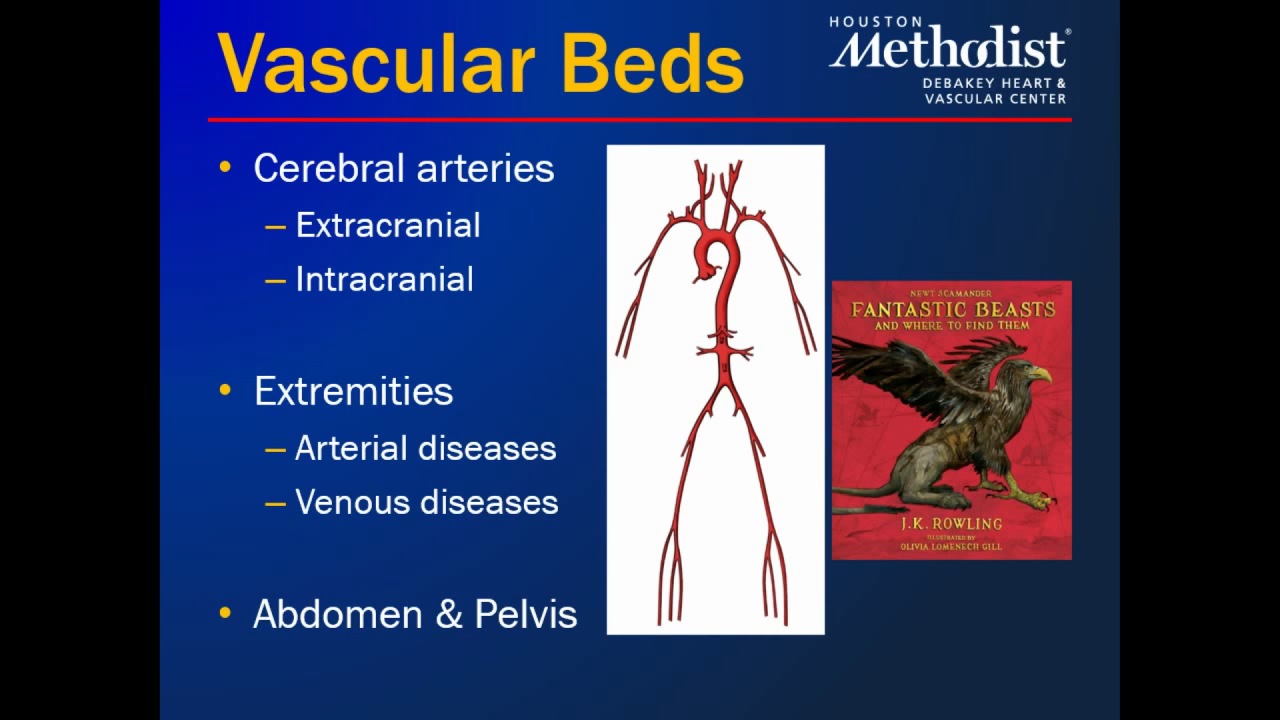 Vascular Beds
HOUSTON
Methodist®
DEBAKEY HEART &
VASCULAR CENTER
• Cerebral arteries
– Extracranial
– Intracranial
• Extremities
– Arterial diseases
– Venous diseases
• Abdomen & Pelvis
NEWT SCAMANDER
FANTASTIC BEASTS
AND WHERE TO FIND THEM
J.K. ROWLING
ILLUSTRATED BY
OLIVIA LOMENECH GILL